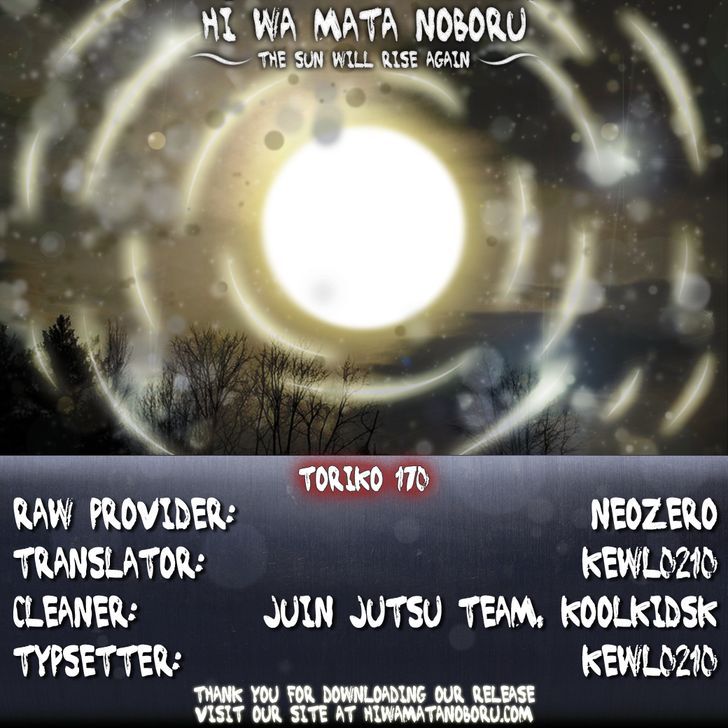 HI WA MATA NOBORU
THE SUN WILL RISE AGAIN
TORIKO 170
RAW PROVIDER: NEOZERO
TRANSLATOR: KEWL0210
CLEANER: JUIN JUTSU TEAM, KOOLKIDSK
TYPSETTER: KEWL0210
THANK YOU FOR DOWNLOADING OUR RELEASE
VISIT OUR SITE AT HIWAMATANOBORU.COM